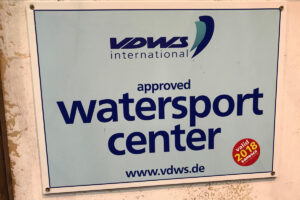 VDWS
international
approved
watersport
center
valid
2018
www.vdws.de